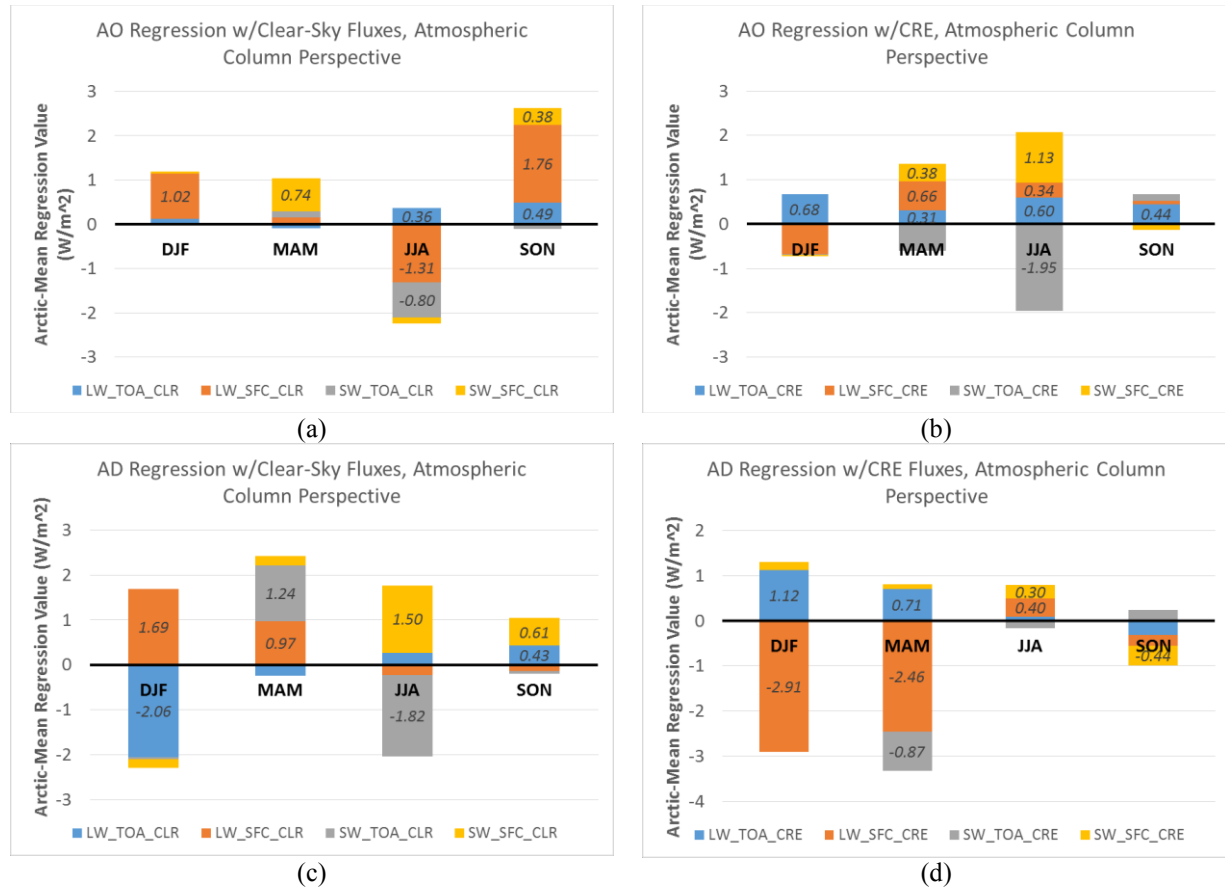 AO Regression w/Clear-Sky Fluxes, Atmospheric
Column Perspective
Arctic-Mean Regression Value
(W/m^2)
3
2
1
0
-1
-2
-3
1.02
0.74
0.36
-1.31
-0.80
0.38
1.76
0.49
DJF MAM JJA SON
LW_TOA_CLR LW_SFC_CLR SW_TOA_CLR SW_SFC_CLR
(a)
AO Regression w/CRE, Atmospheric Column
Perspective
Arctic-Mean Regression Value
(W/m^2)
3
2
1
0
-1
-2
-3
0.68
0.38
0.66
0.31
1.13
0.34
0.60
-1.95
0.44
DJF MAM JJA SON
LW_TOA_CRE LW_SFC_CRE SW_TOA_CRE SW_SFC_CRE
(b)
AD Regression w/Clear-Sky Fluxes, Atmospheric
Column Perspective
Arctic-Mean Regression Value (W/m^2)
3
2
1
0
-1
-2
-3
1.69
-2.06
1.24
0.97
1.50
-1.82
0.61
0.43
DJF MAM JJA SON
LW_TOA_CLR LW_SFC_CLR SW_TOA_CLR SW_SFC_CLR
(c)
AD Regression w/CRE Fluxes, Atmospheric Column
Perspective
Arctic-Mean Regression Value (W/m^2)
2
1
0
-1
-2
-3
-4
1.12
-2.91
0.71
-2.46
-0.87
0.30
0.40
-0.44
DJF MAM JJA SON
LW_TOA_CRE LW_SFC_CRE SW_TOA_CRE SW_SFC_CRE
(d)